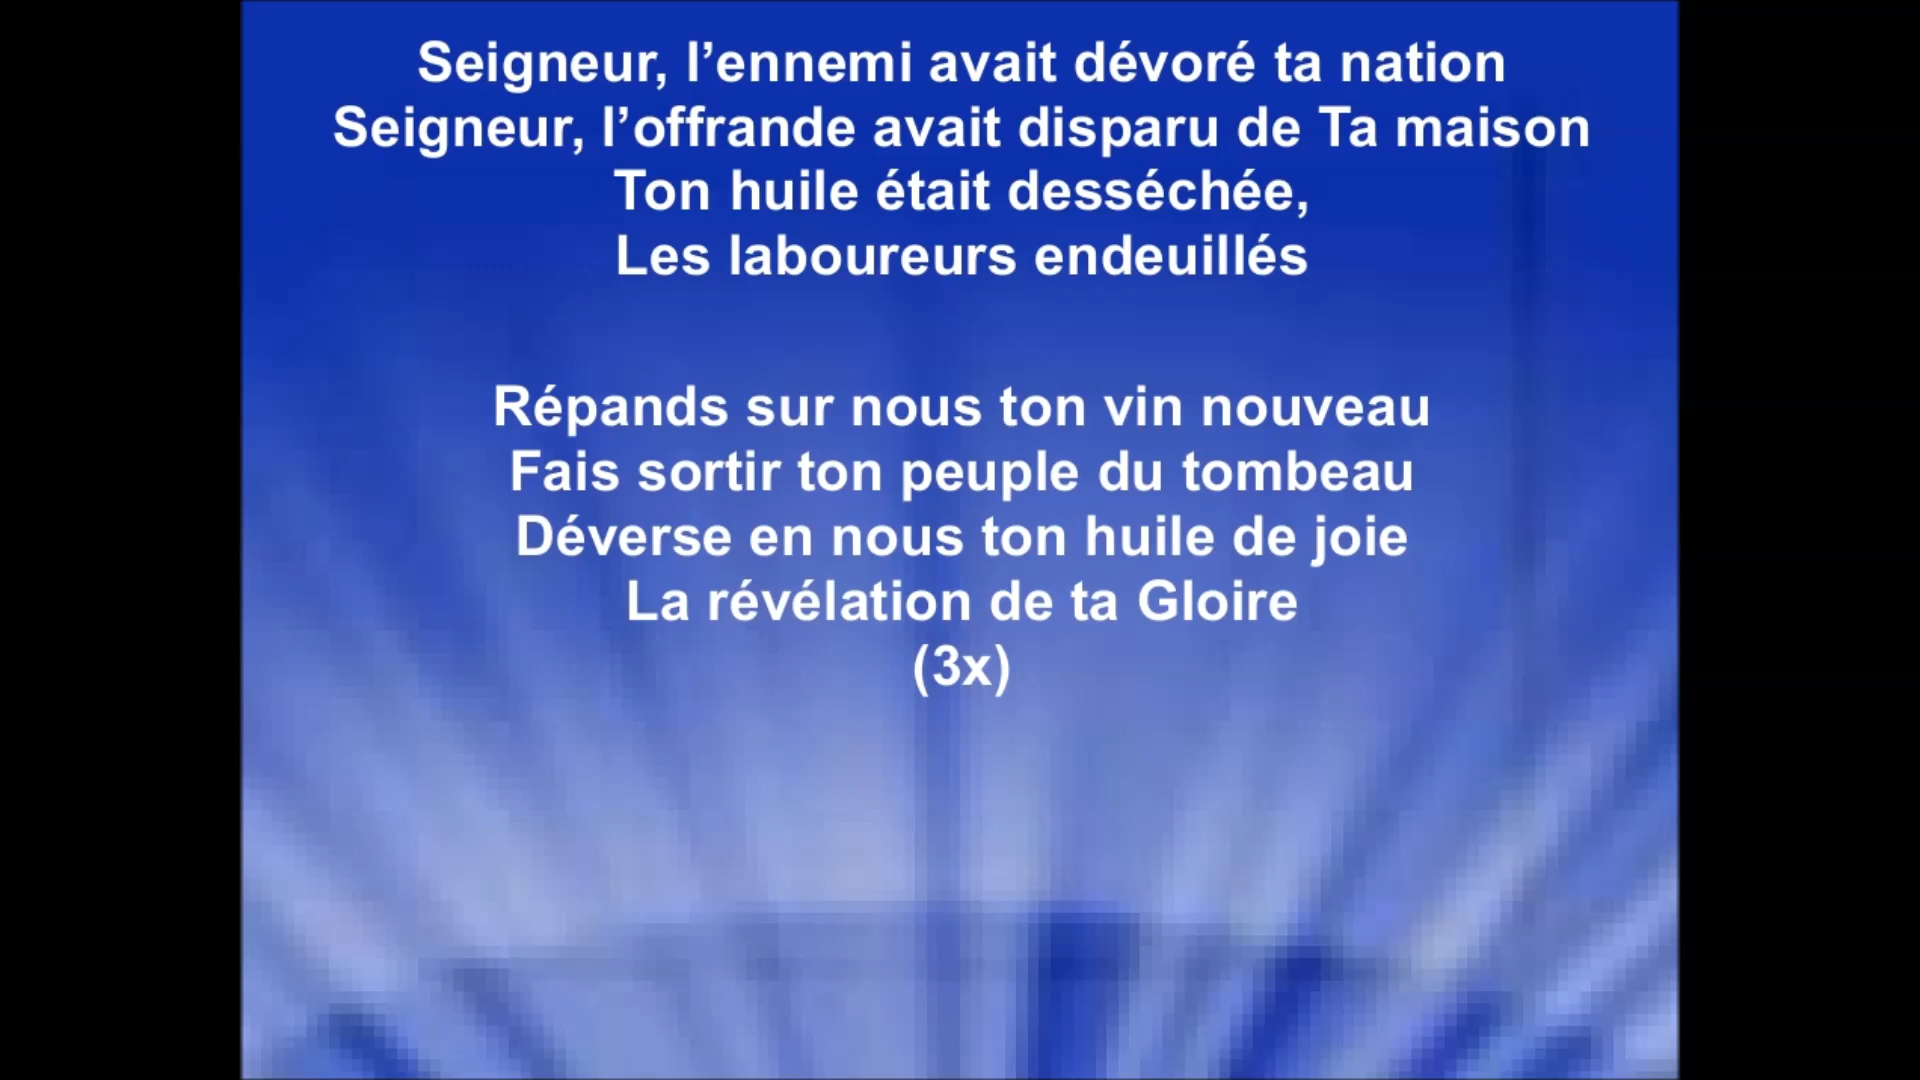 Seigneur, l’ennemi avait dévoré ta nation
Seigneur, l’offrande avait disparu de Ta maison
Ton huile était desséchée,
Les laboureurs endeuillés
Répands sur nous ton vin nouveau
Fais sortir ton peuple du tombeau
Déverse en nous ton huile de joie
La révélation de ta Gloire
(3x)